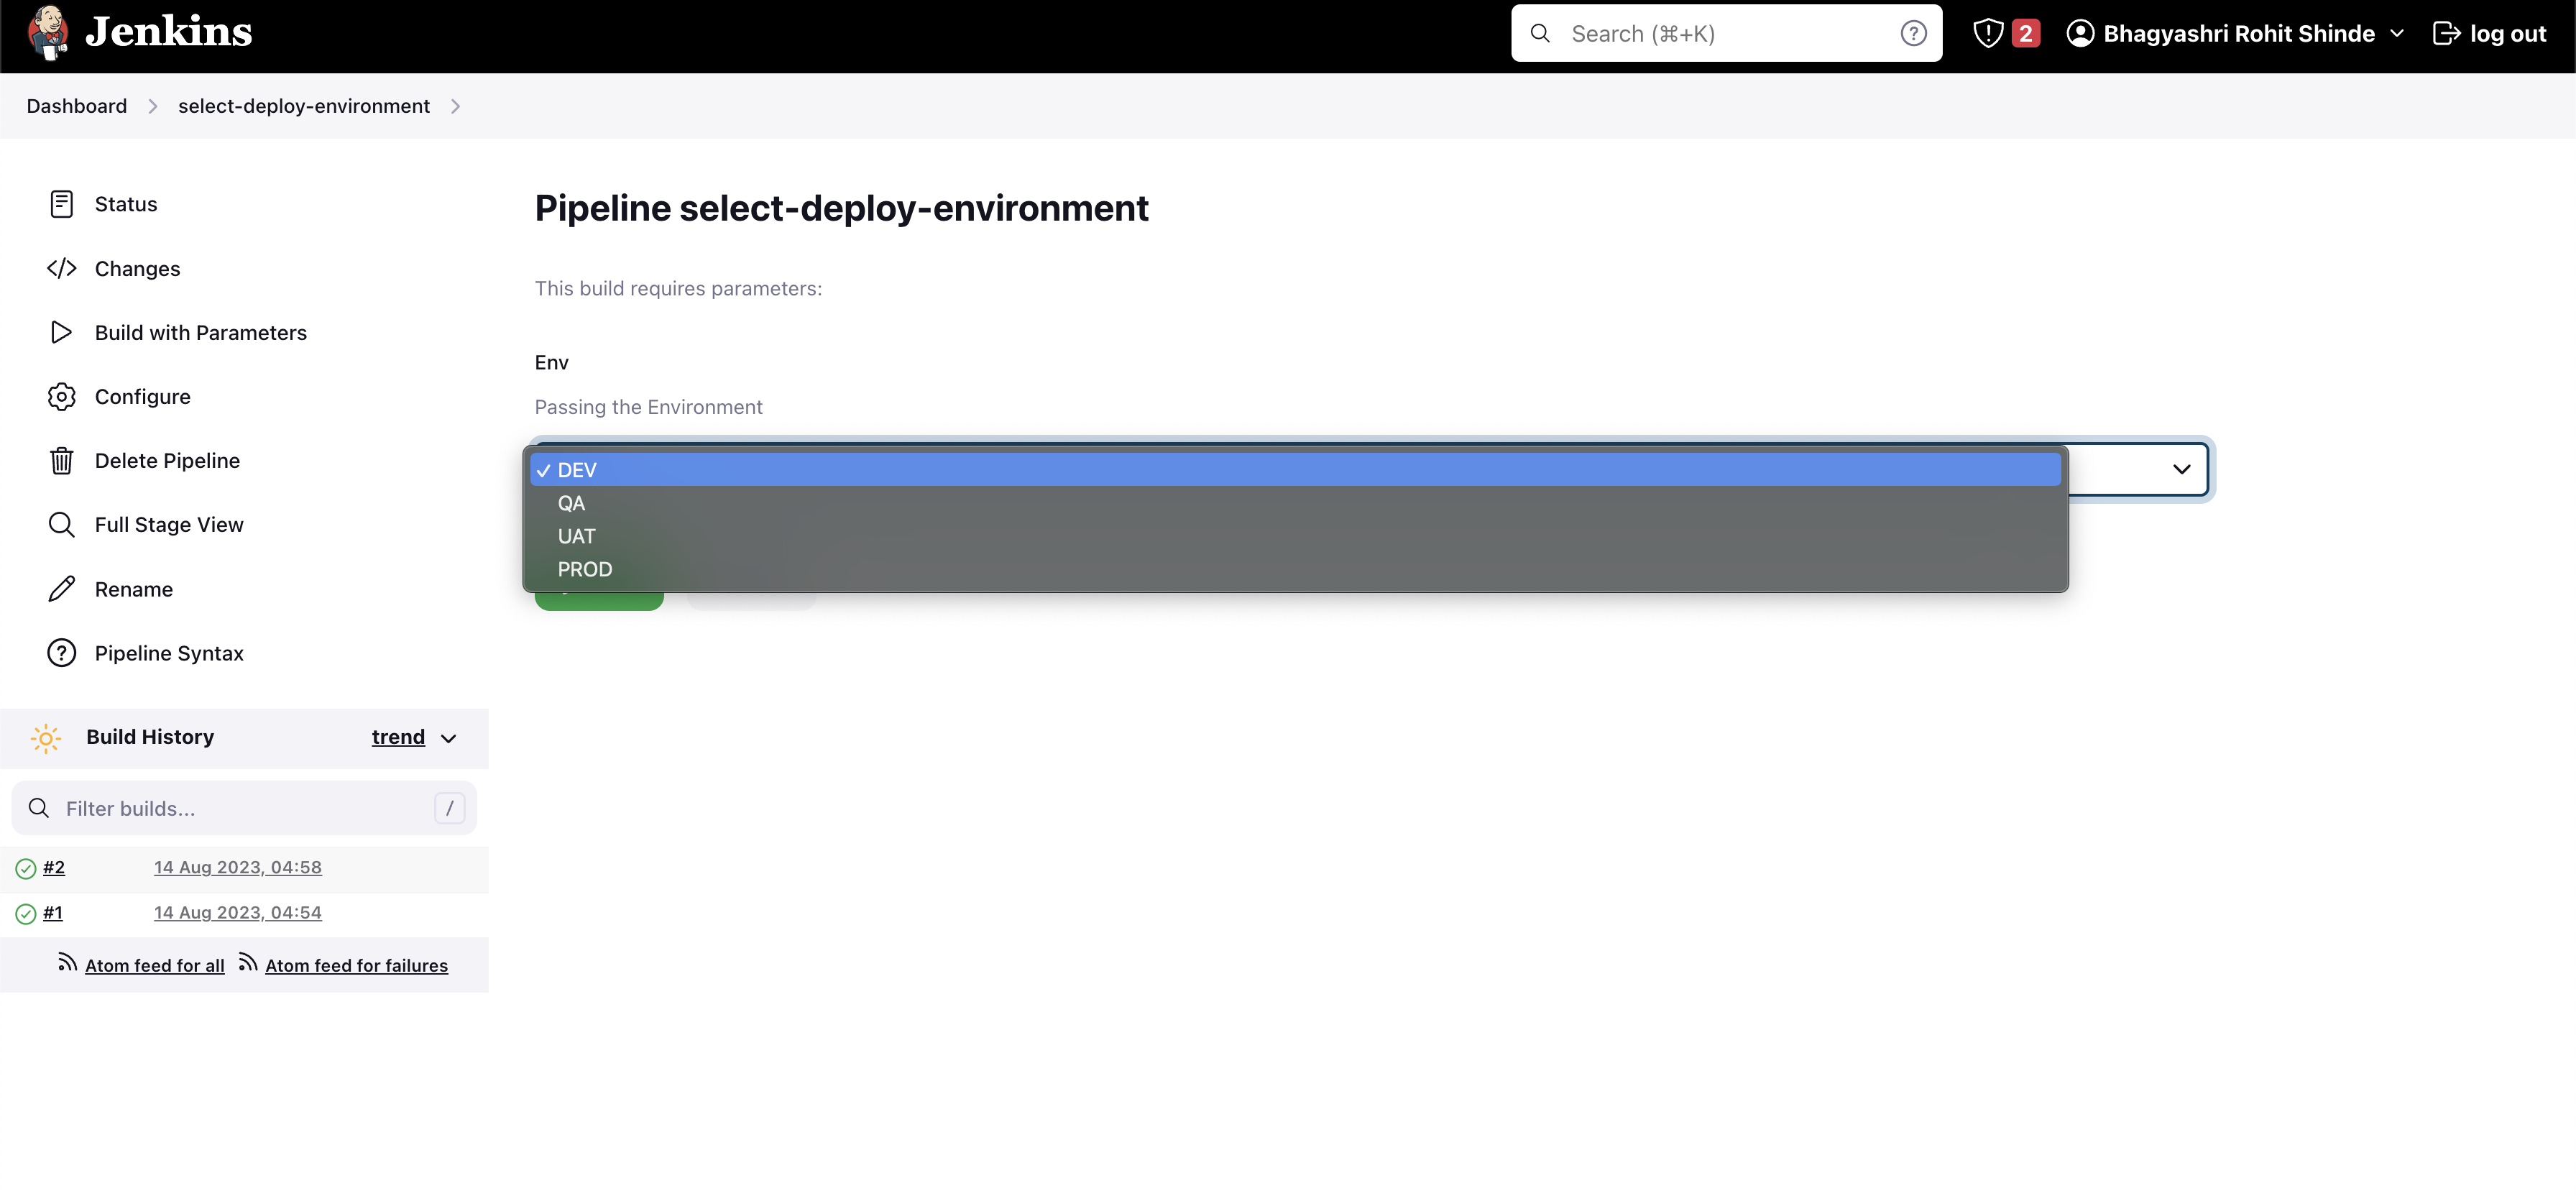 Jenkins
Search (⌘+K)
2
Bhagyashri Rohit Shinde
log out
Dashboard
select-deploy-environment
Status
Changes
Build with Parameters
Configure
Delete Pipeline
Full Stage View
Rename
Pipeline Syntax
Build History
trend
Filter builds...
/
#2 14 Aug 2023, 04:58
#1 14 Aug 2023, 04:54
Atom feed for all Atom feed for failures
Pipeline select-deploy-environment
This build requires parameters:
Env
Passing the Environment
✓ DEV
QA
UAT
PROD